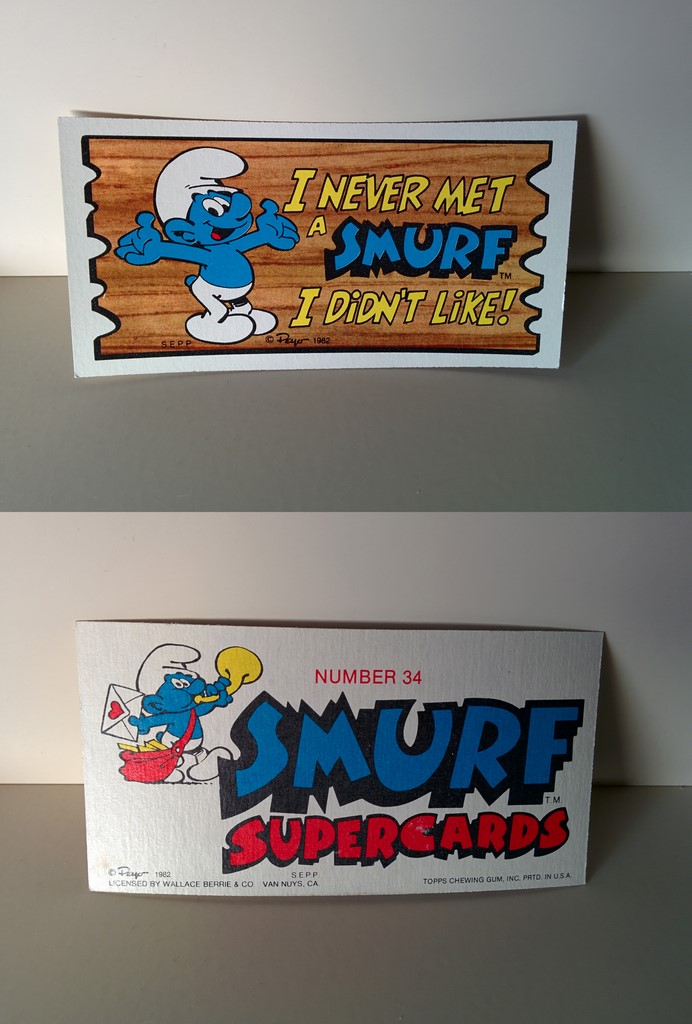 I NEVER MET
A SMURF TM
I DiDN'T LiKE!
S.E.P.P. © Peyo 1982
NUMBER 34
SMURF T.M.
SUPERCARDS
© Peyo 1982 S.E.P.P.
LICENSED BY WALLACE BERRIE & CO. VAN NUYS, CA TOPPS CHEWING GUM, INC. PRTD. IN U.S.A.